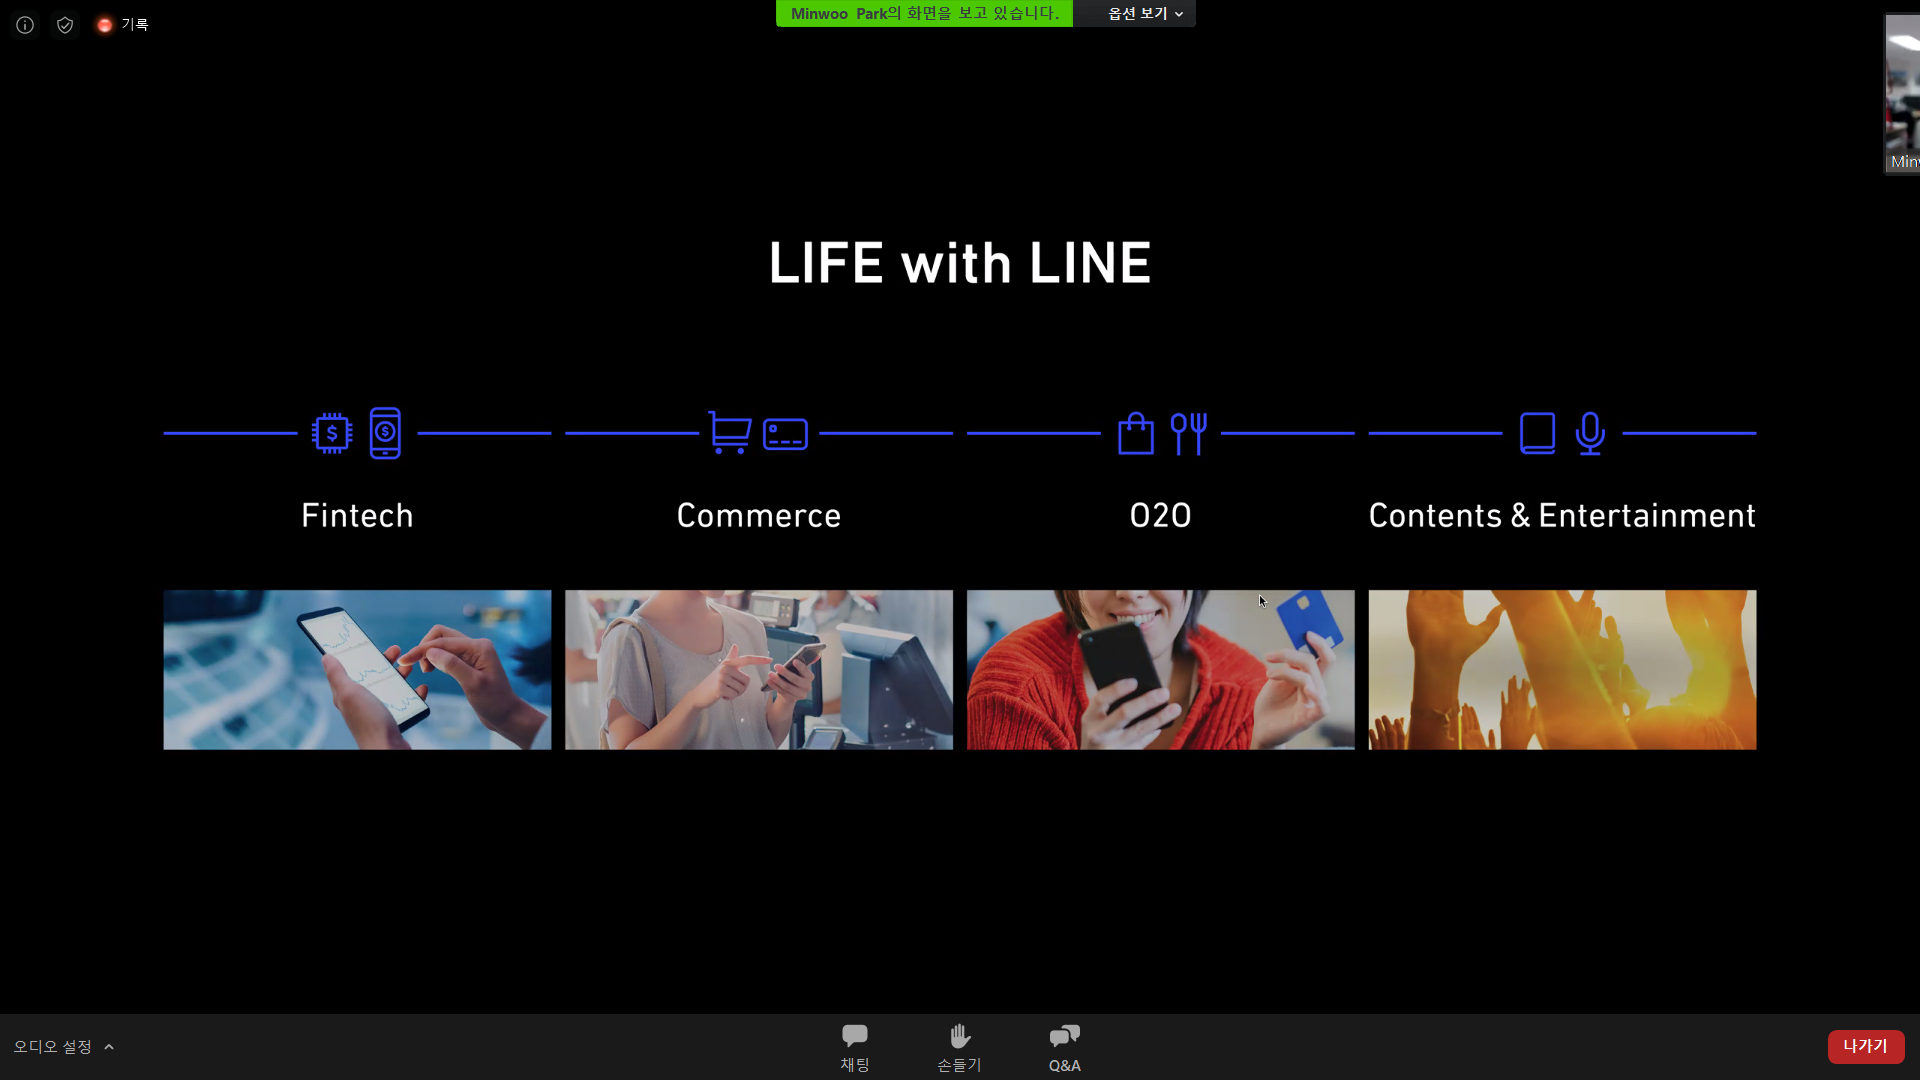 기록
Minwoo Park의 화면을 보고 있습니다.
옵션 보기
LIFE with LINE
Fintech
Commerce
O2O
Contents & Entertainment
오디오 설정
채팅
손들기
Q&A
나가기